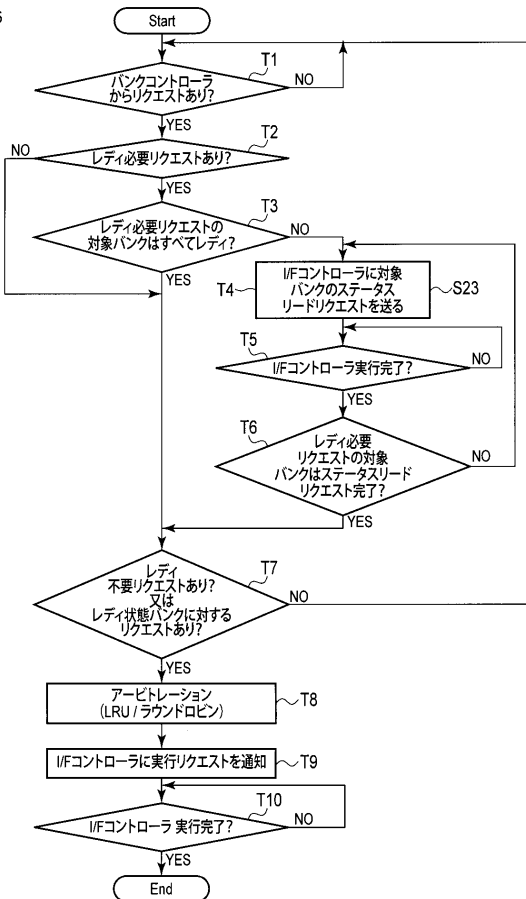 Start
T1
バンクコントローラ
からリクエストあり?
NO
YES
T2
NO
レディ必要リクエストあり?
YES
T3
レディ必要リクエストの
対象バンクはすべてレディ?
NO
YES
T4
I/Fコントローラに対象
バンクのステータス
リードリクエストを送る
S23
T5
I/Fコントローラ実行完了?
NO
YES
T6
レディ必要
リクエストの対象
バンクはステータスリード
リクエスト完了?
NO
YES
T7
レディ
不要リクエストあり?
又は
レディ状態バンクに対する
リクエストあり?
NO
YES
アービトレーション
(LRU / ラウンドロビン)
T8
I/Fコントローラに実行リクエストを通知
T9
T10
I/Fコントローラ 実行完了?
NO
YES
End